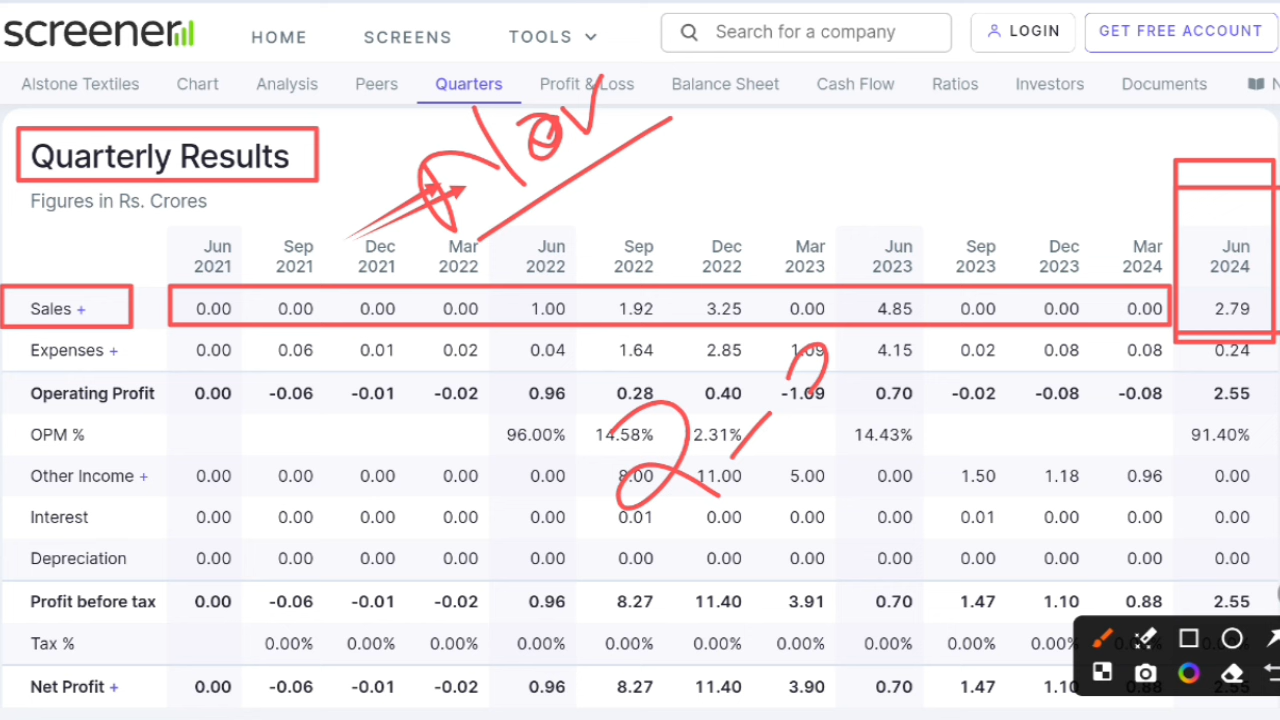 screener
HOME SCREENS TOOLS Search for a company LOGIN GET FREE ACCOUNT
Alstone Textiles Chart Analysis Peers Quarters Profit & Loss Balance Sheet Cash Flow Ratios Investors Documents N
Nov
Quarterly Results
Figures in Rs. Crores
Jun 2021 Sep 2021 Dec 2021 Mar 2022 Jun 2022 Sep 2022 Dec 2022 Mar 2023 Jun 2023 Sep 2023 Dec 2023 Mar 2024 Jun 2024
Sales + 0.00 0.00 0.00 0.00 1.00 1.92 3.25 0.00 4.85 0.00 0.00 0.00 2.79
Expenses + 0.00 0.06 0.01 0.02 0.04 1.64 2.85 1.09 4.15 0.02 0.08 0.08 0.24
Operating Profit 0.00 -0.06 -0.01 -0.02 0.96 0.28 0.40 -1.09 0.70 -0.02 -0.08 -0.08 2.55
OPM % 96.00% 14.58% 2.31% 14.43% 91.40%
Other Income + 0.00 0.00 0.00 0.00 0.00 8.00 11.00 5.00 0.00 1.50 1.18 0.96 0.00
Interest 0.00 0.00 0.00 0.00 0.00 0.01 0.00 0.00 0.00 0.01 0.00 0.00 0.00
Depreciation 0.00 0.00 0.00 0.00 0.00 0.00 0.00 0.00 0.00 0.00 0.00 0.00 0.00
Profit before tax 0.00 -0.06 -0.01 -0.02 0.96 8.27 11.40 3.91 0.70 1.47 1.10 0.88 2.55
Tax % 0.00% 0.00% 0.00% 0.00% 0.00% 0.00% 0.00% 0.00% 0.00% 0.00%
Net Profit + 0.00 -0.06 -0.01 -0.02 0.96 8.27 11.40 3.90 0.70 1.47 1.10 0.88 2.55